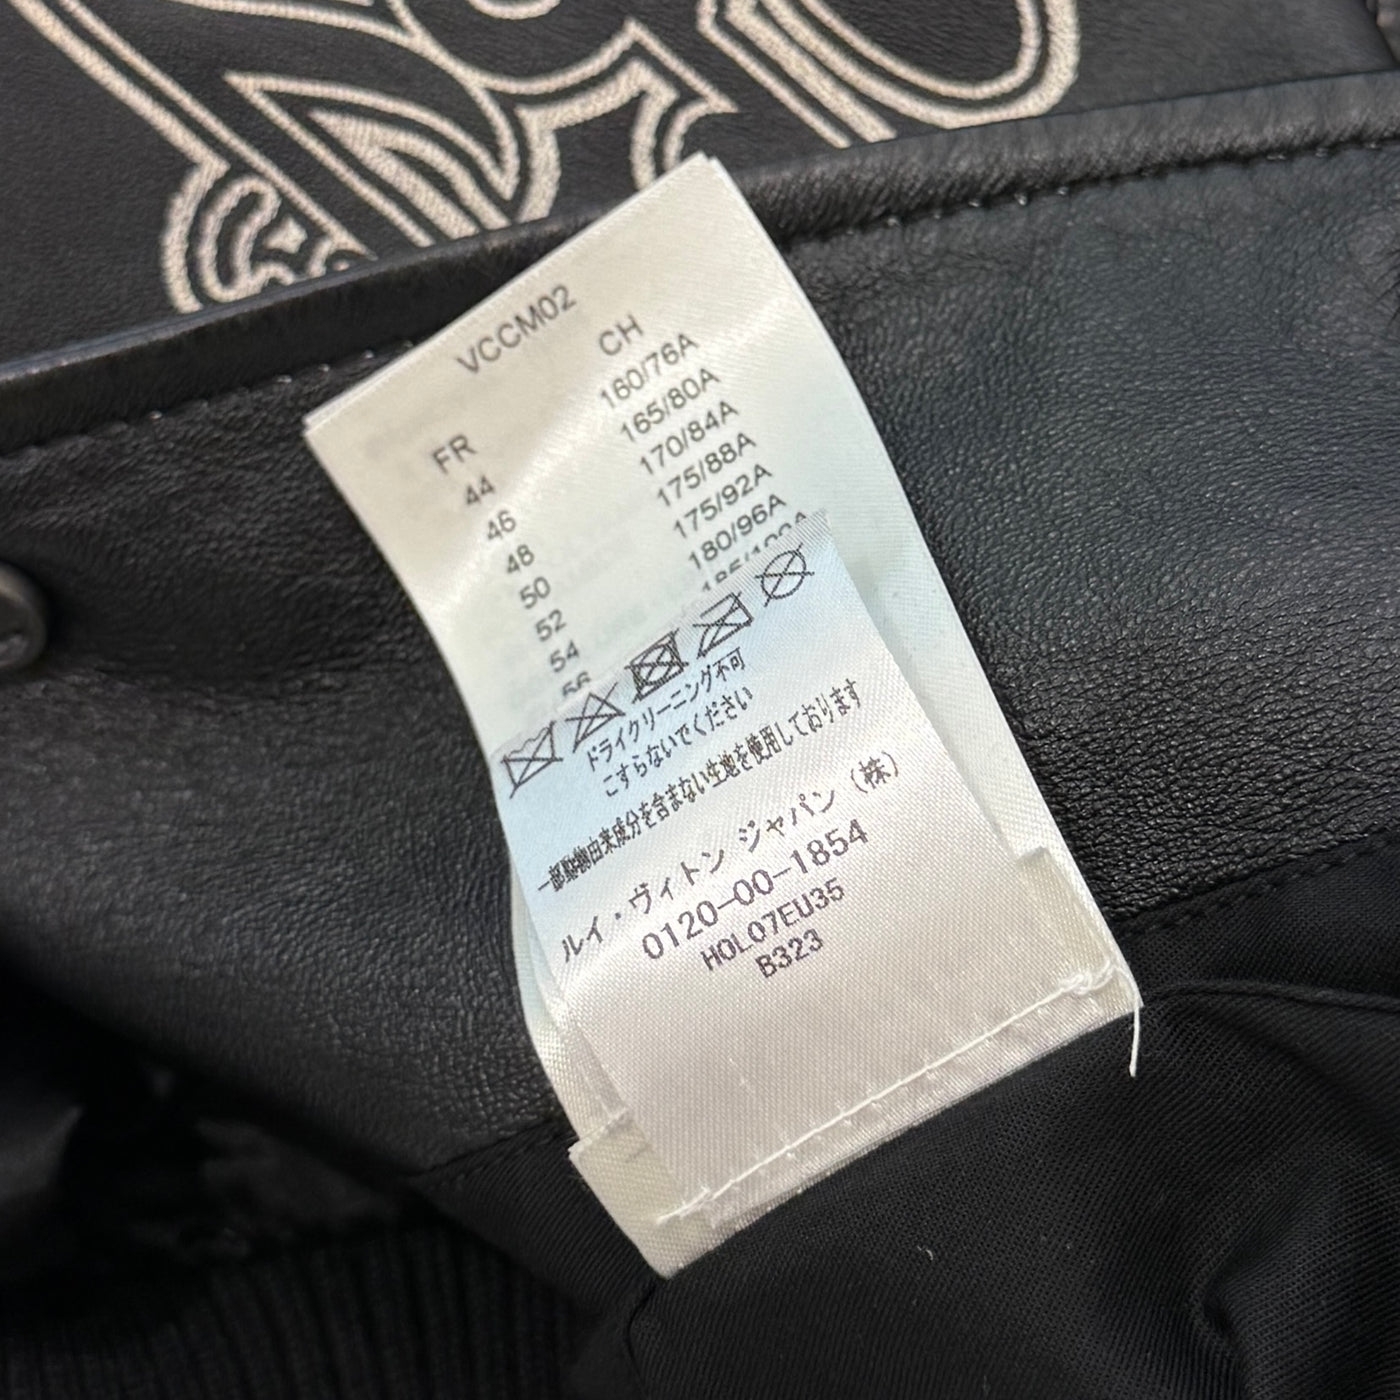 VCCM02
FR CH
44 160/76A
46 165/80A
48 170/84A
50 175/88A
52 175/92A
54 180/96A
56 185/100A
ドライクリーニング不可
こすらないでください
一部動物由来成分を含まない生地を使用しております
ルイ・ヴィトン ジャパン (株)
0120-00-1854
HOL07EU35
B323